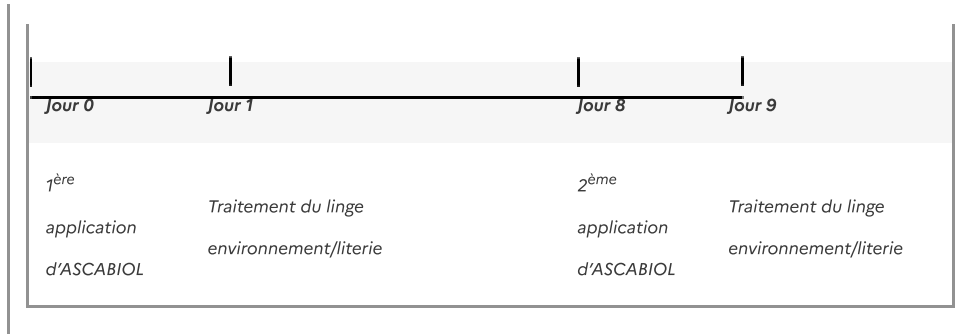 Jour 0 Jour 1 Jour 8 Jour 9
1ère
application
d'ASCABIOL
Traitement du linge
environnement/literie
2ème
application
d'ASCABIOL
Traitement du linge
environnement/literie